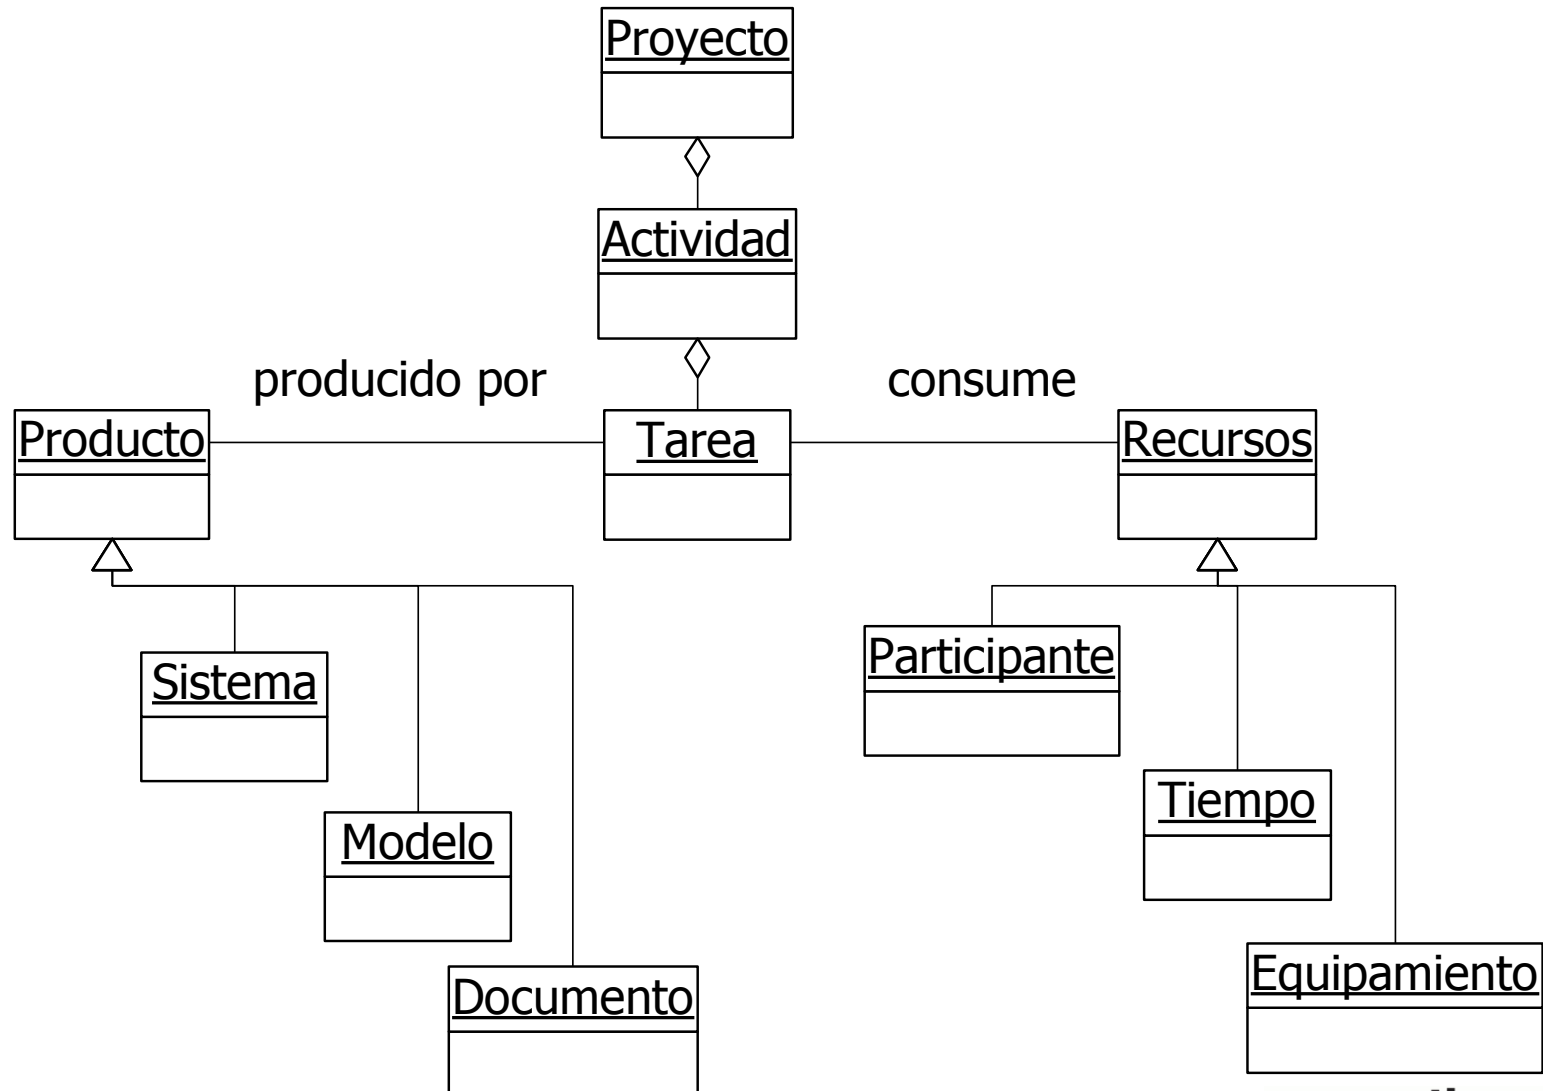 Proyecto
Actividad
producido por
consume
Producto
Tarea
Recursos
Sistema
Participante
Modelo
Tiempo
Documento
Equipamiento